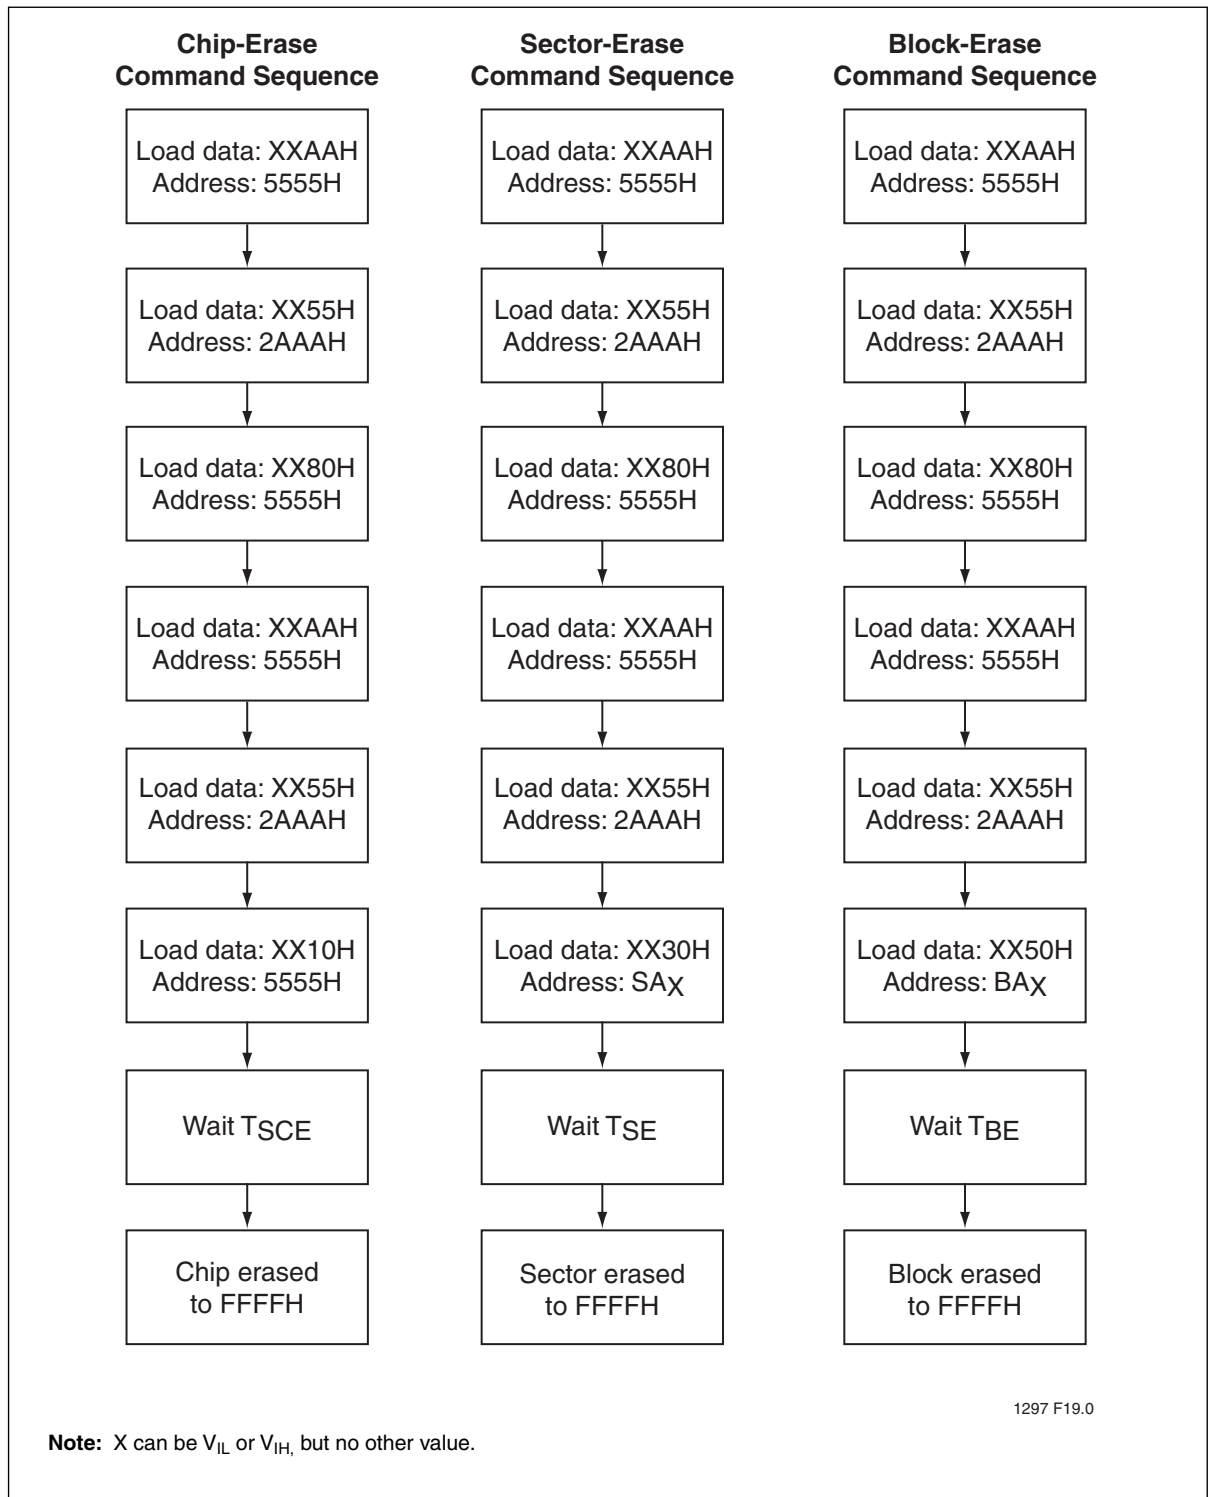 Chip-Erase
Command Sequence
Load data: XXAAH
Address: 5555H
Load data: XX55H
Address: 2AAAH
Load data: XX80H
Address: 5555H
Load data: XXAAH
Address: 5555H
Load data: XX55H
Address: 2AAAH
Load data: XX10H
Address: 5555H
Wait TSCE
Chip erased
to FFFFH
Sector-Erase
Command Sequence
Load data: XXAAH
Address: 5555H
Load data: XX55H
Address: 2AAAH
Load data: XX80H
Address: 5555H
Load data: XXAAH
Address: 5555H
Load data: XX55H
Address: 2AAAH
Load data: XX30H
Address: SAX
Wait TSE
Sector erased
to FFFFH
Block-Erase
Command Sequence
Load data: XXAAH
Address: 5555H
Load data: XX55H
Address: 2AAAH
Load data: XX80H
Address: 5555H
Load data: XXAAH
Address: 5555H
Load data: XX55H
Address: 2AAAH
Load data: XX50H
Address: BAX
Wait TBE
Block erased
to FFFFH
1297 F19.0
Note: X can be VIL or VIH, but no other value.